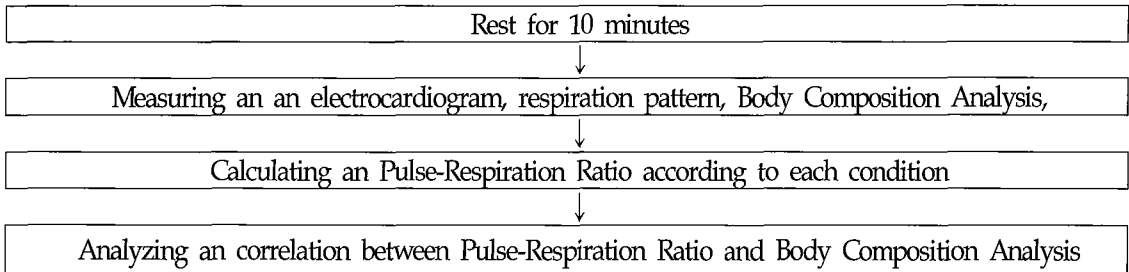 Rest for 10 minutes
Measuring an an electrocardiogram, respiration pattern, Body Composition Analysis,
Calculating an Pulse-Respiration Ratio according to each condition
Analyzing an correlation between Pulse-Respiration Ratio and Body Composition Analysis